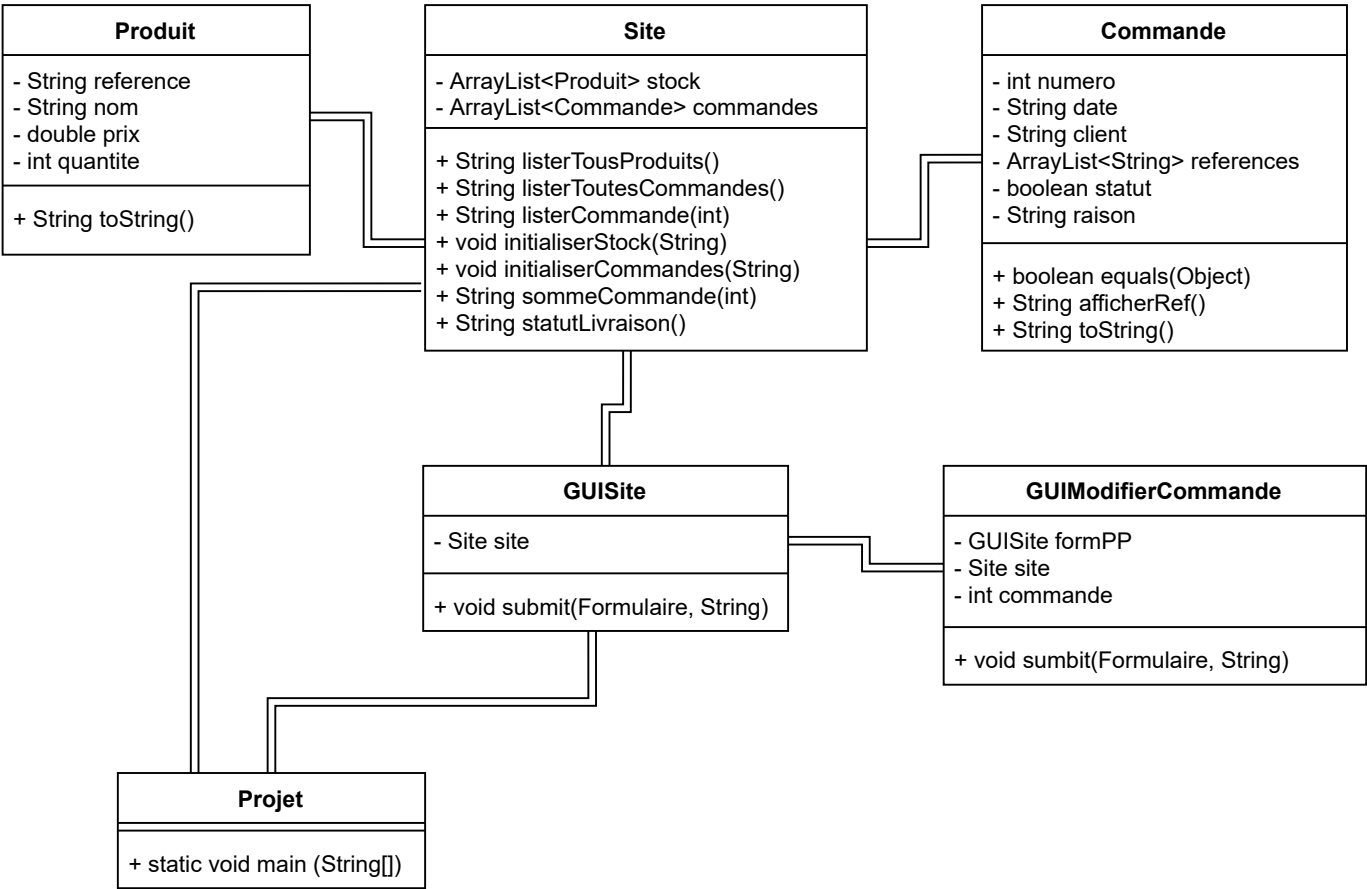 Produit
- String reference
- String nom
- double prix
- int quantite
+ String toString()
Site
- ArrayList<Produit> stock
- ArrayList<Commande> commandes
+ String listerTousProduits()
+ String listerToutesCommandes()
+ String listerCommande(int)
+ void initialiserStock(String)
+ void initialiserCommandes(String)
+ String sommeCommande(int)
+ String statutLivraison()
Commande
- int numero
- String date
- String client
- ArrayList<String> references
- boolean statut
- String raison
+ boolean equals(Object)
+ String afficherRef()
+ String toString()
GUISite
- Site site
+ void submit(Formulaire, String)
GUIModifierCommande
- GUISite formPP
- Site site
- int commande
+ void sumbit(Formulaire, String)
Projet
+ static void main (String[])